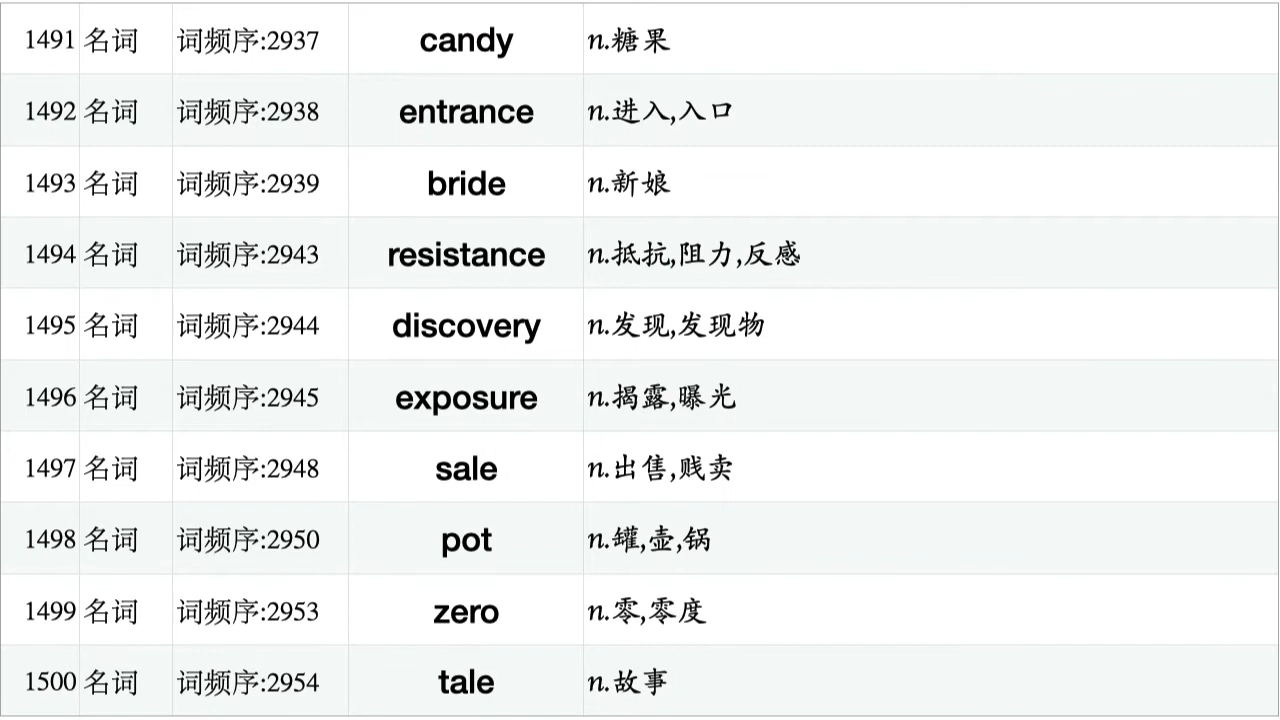 1491 名词 词频序:2937 candy n.糖果
1492 名词 词频序:2938 entrance n.进入,入口
1493 名词 词频序:2939 bride n.新娘
1494 名词 词频序:2943 resistance n.抵抗,阻力,反感
1495 名词 词频序:2944 discovery n.发现,发现物
1496 名词 词频序:2945 exposure n.揭露,曝光
1497 名词 词频序:2948 sale n.出售,贱卖
1498 名词 词频序:2950 pot n.罐,壶,锅
1499 名词 词频序:2953 zero n.零,零度
1500 名词 词频序:2954 tale n.故事